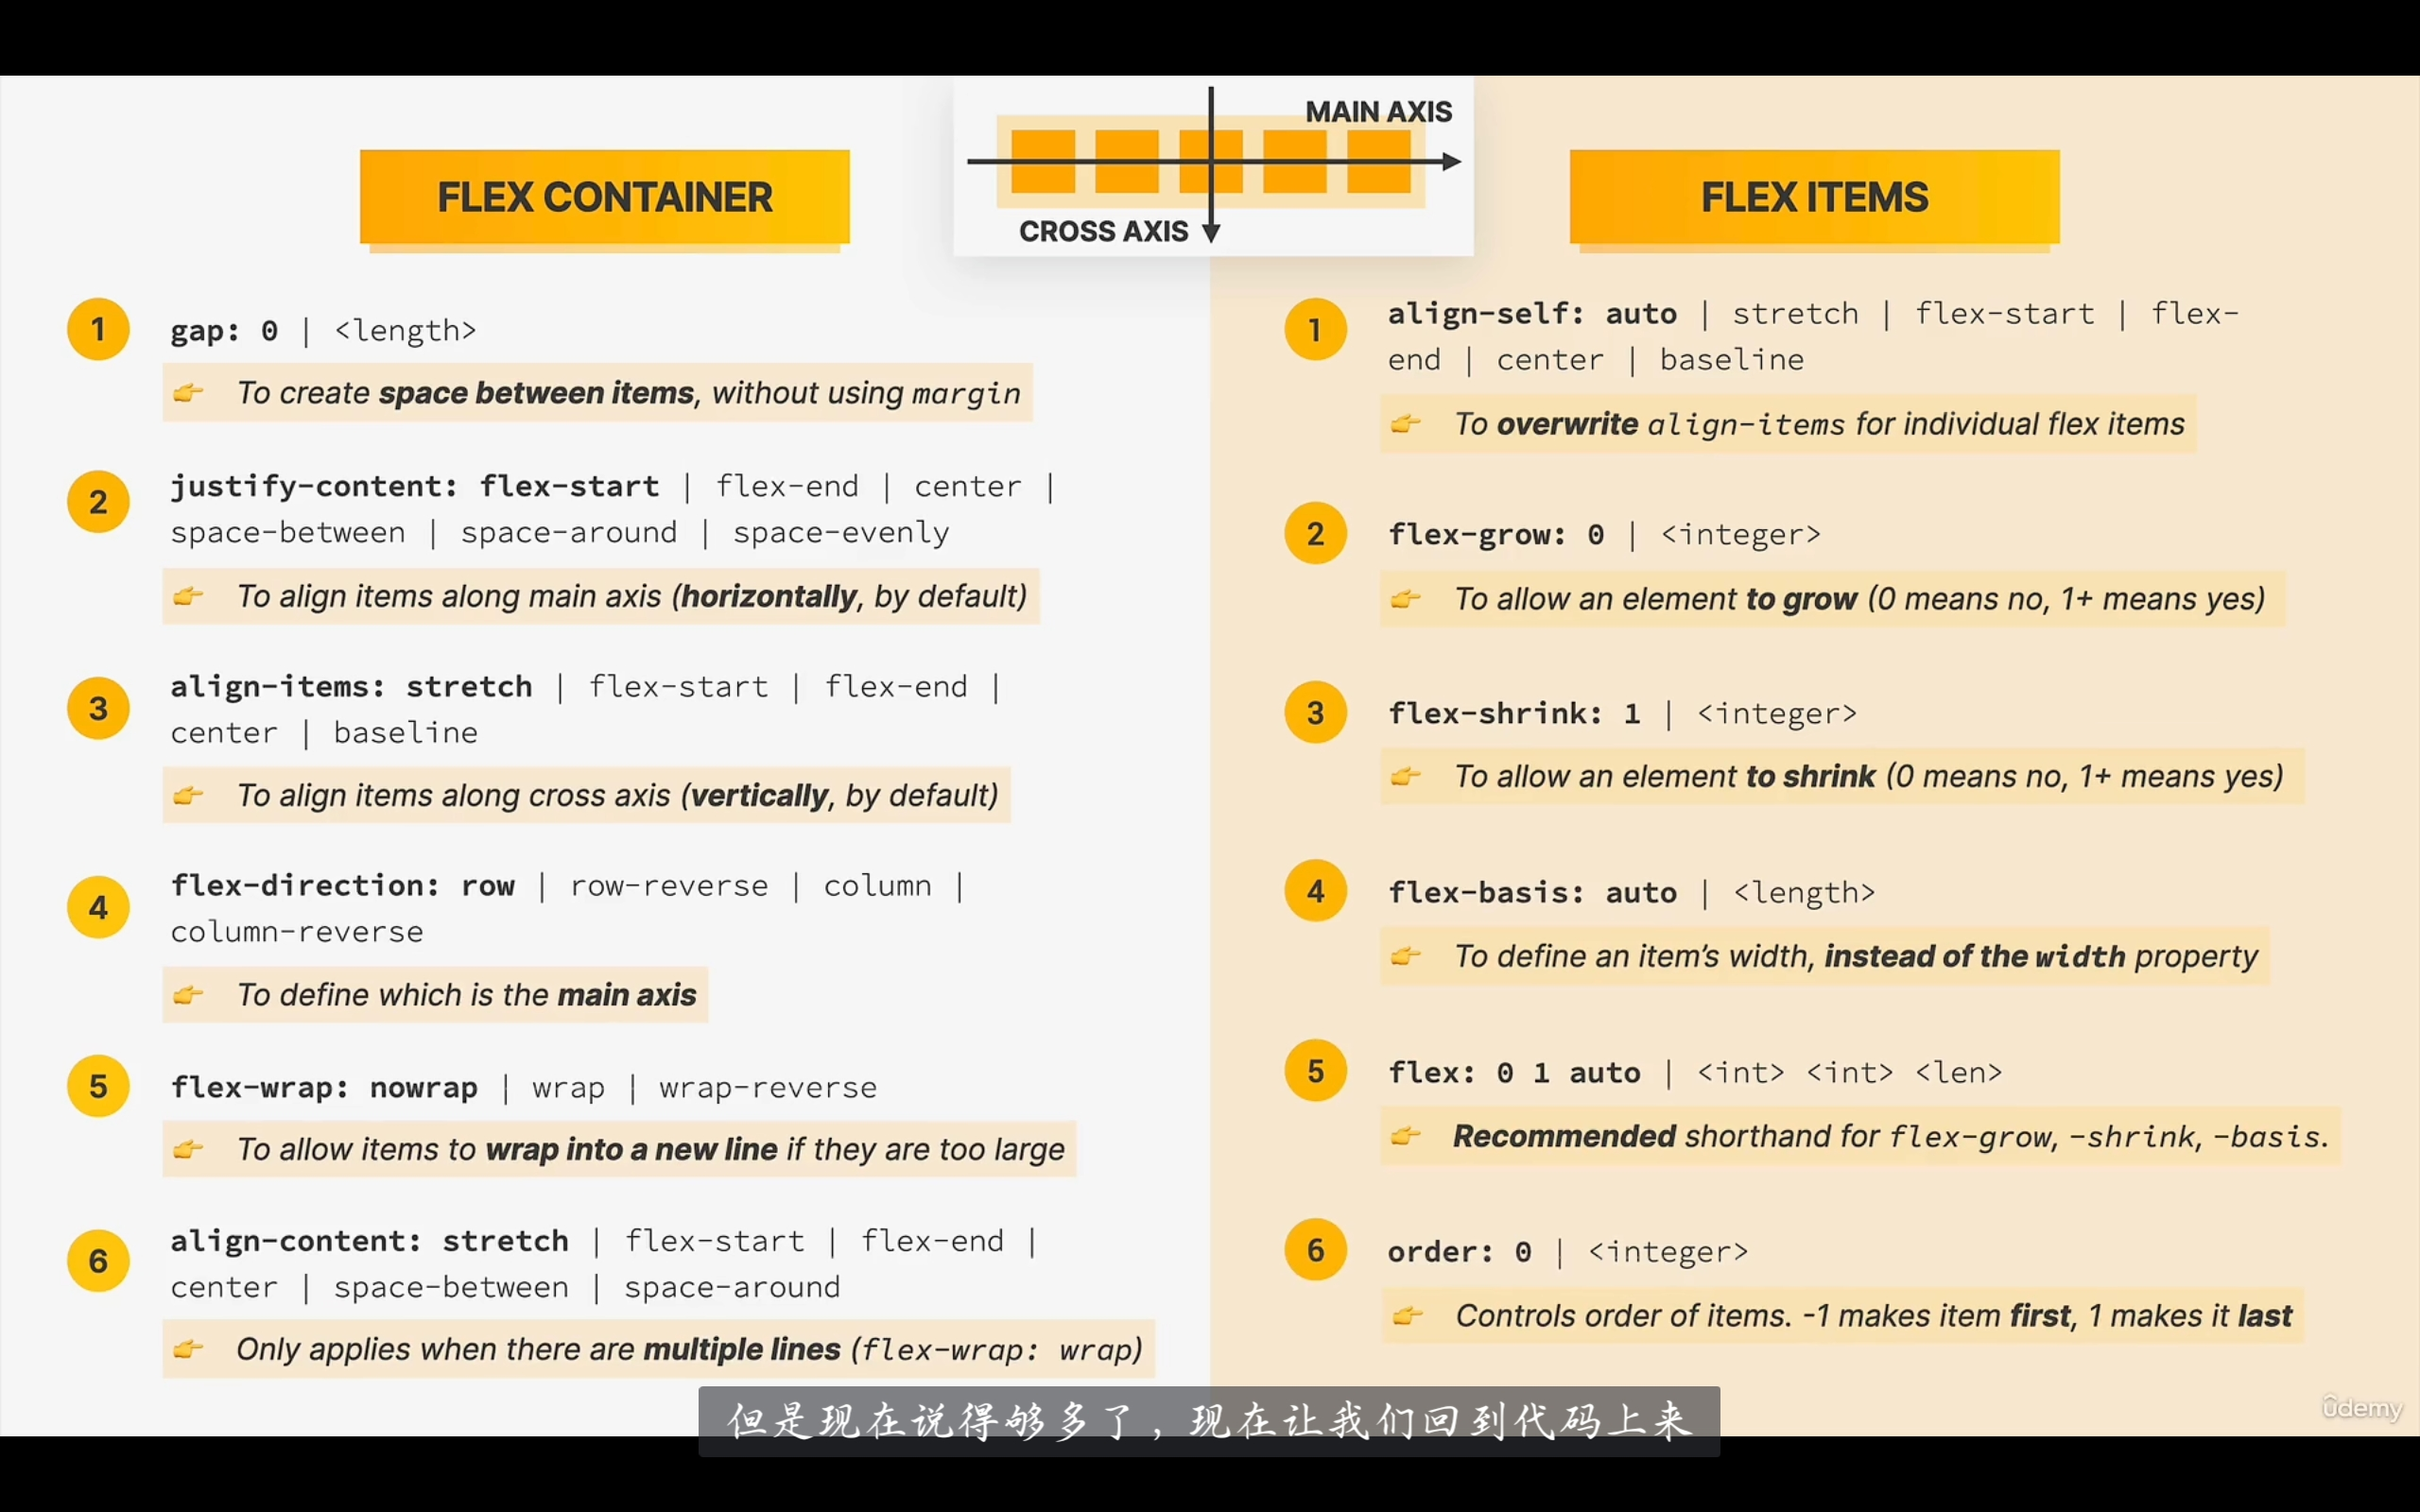 MAIN AXIS
CROSS AXIS
FLEX CONTAINER
1
gap: 0 | <length>
👉 To create space between items, without using margin
2
justify-content: flex-start | flex-end | center |
space-between | space-around | space-evenly
👉 To align items along main axis (horizontally, by default)
3
align-items: stretch | flex-start | flex-end |
center | baseline
👉 To align items along cross axis (vertically, by default)
4
flex-direction: row | row-reverse | column |
column-reverse
👉 To define which is the main axis
5
flex-wrap: nowrap | wrap | wrap-reverse
👉 To allow items to wrap into a new line if they are too large
6
align-content: stretch | flex-start | flex-end |
center | space-between | space-around
👉 Only applies when there are multiple lines (flex-wrap: wrap)
FLEX ITEMS
1
align-self: auto | stretch | flex-start | flex-
end | center | baseline
👉 To overwrite align-items for individual flex items
2
flex-grow: 0 | <integer>
👉 To allow an element to grow (0 means no, 1+ means yes)
3
flex-shrink: 1 | <integer>
👉 To allow an element to shrink (0 means no, 1+ means yes)
4
flex-basis: auto | <length>
👉 To define an item’s width, instead of the width property
5
flex: 0 1 auto | <int> <int> <len>
👉 Recommended shorthand for flex-grow, -shrink, -basis.
6
order: 0 | <integer>
👉 Controls order of items. -1 makes item first, 1 makes it last
但是现在说得够多了，现在让我们回到代码上来
ûdemy